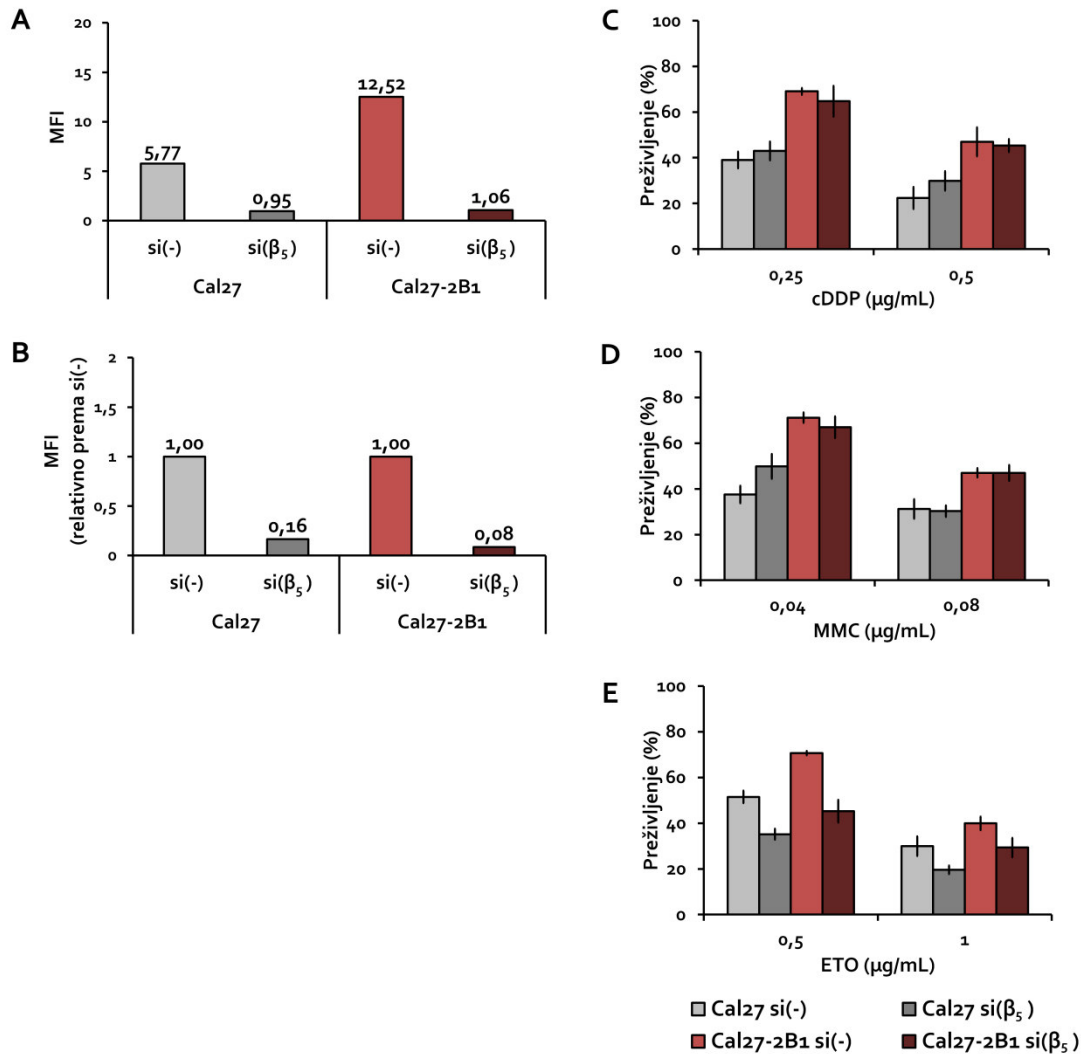 A
MFI
20
15
10
5
0
5,77
0,95
12,52
1,06
si(-)
si(β₅)
si(-)
si(β₅)
Cal27
Cal27-2B1
B
MFI
(relativno prema si(-)
2
1,5
1
0,5
0
1,00
0,16
1,00
0,08
si(-)
si(β₅)
si(-)
si(β₅)
Cal27
Cal27-2B1
C
Preživljenje (%)
100
80
60
40
20
0
0,25
0,5
cDDP (µg/mL)
D
Preživljenje (%)
100
80
60
40
20
0
0,04
0,08
MMC (µg/mL)
E
Preživljenje (%)
100
80
60
40
20
0
0,5
1
ETO (µg/mL)
Cal27 si(-)
Cal27 si(β₅)
Cal27-2B1 si(-)
Cal27-2B1 si(β₅)